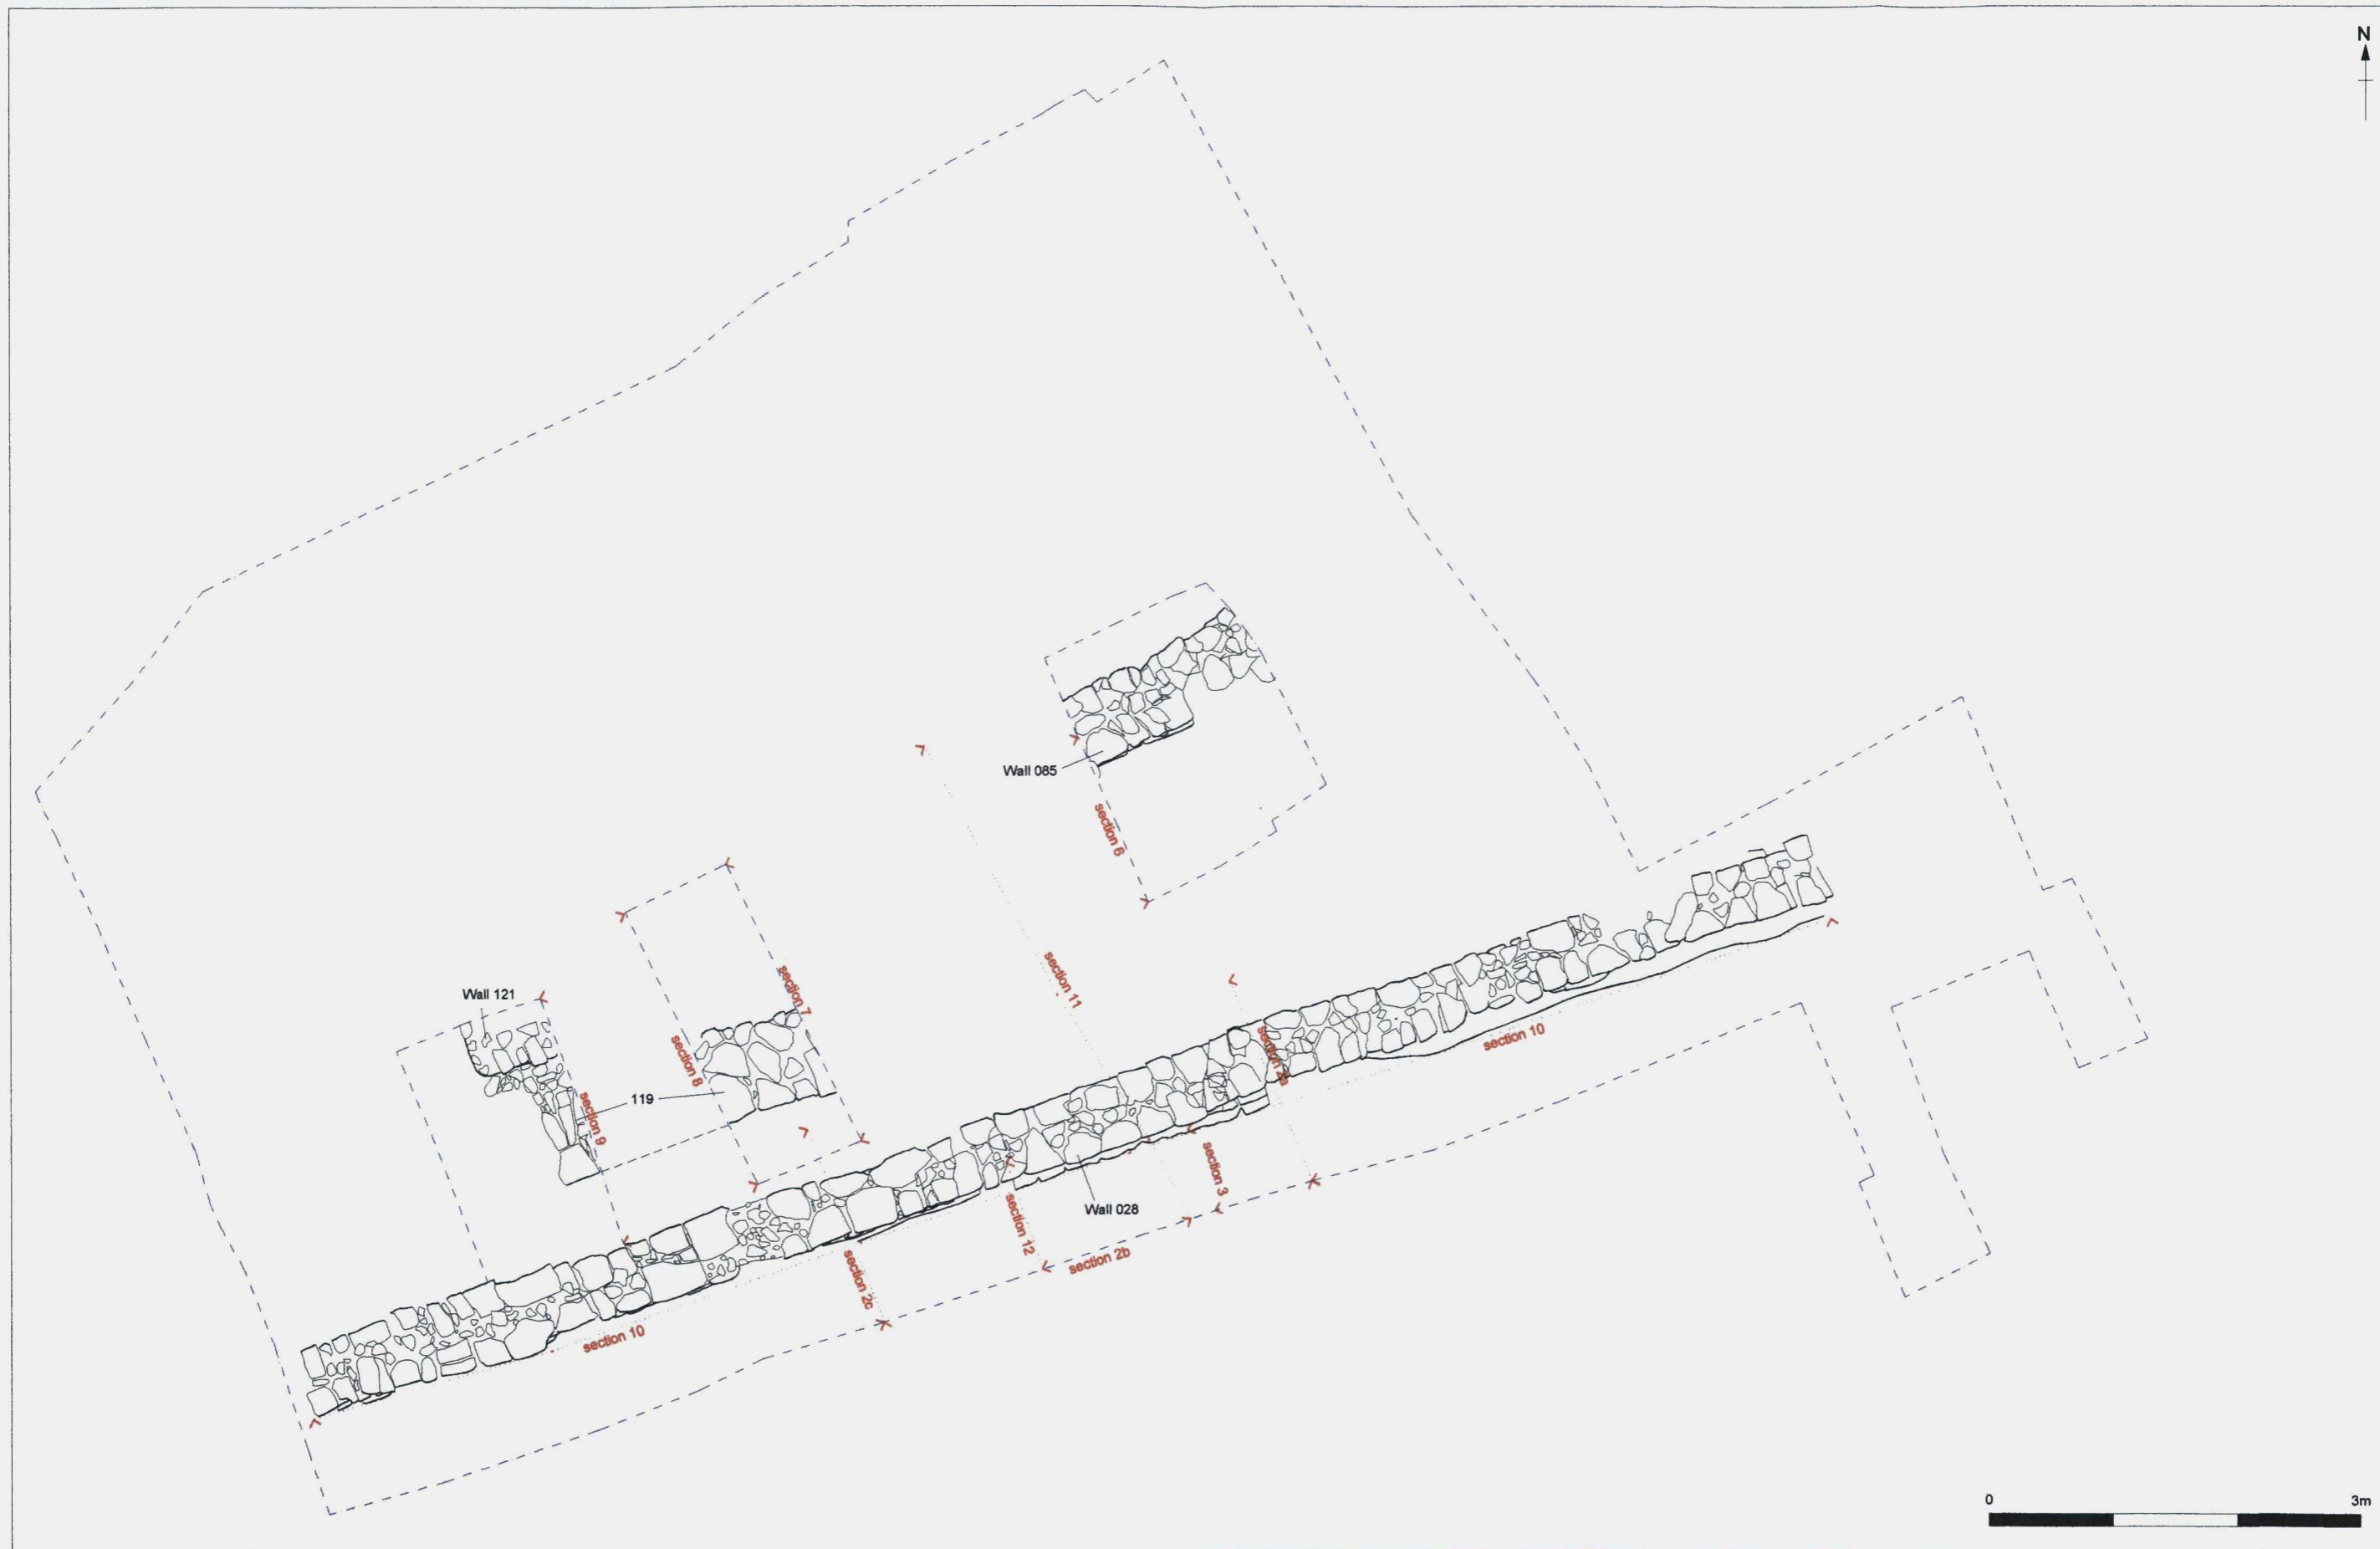 N
Wall 085
section 6
section 11
section 7
Wall 121
section 8
119
section 9
section 2a
section 10
section 3
Wall 028
section 12
section 2b
section 2c
section 10
0 3m